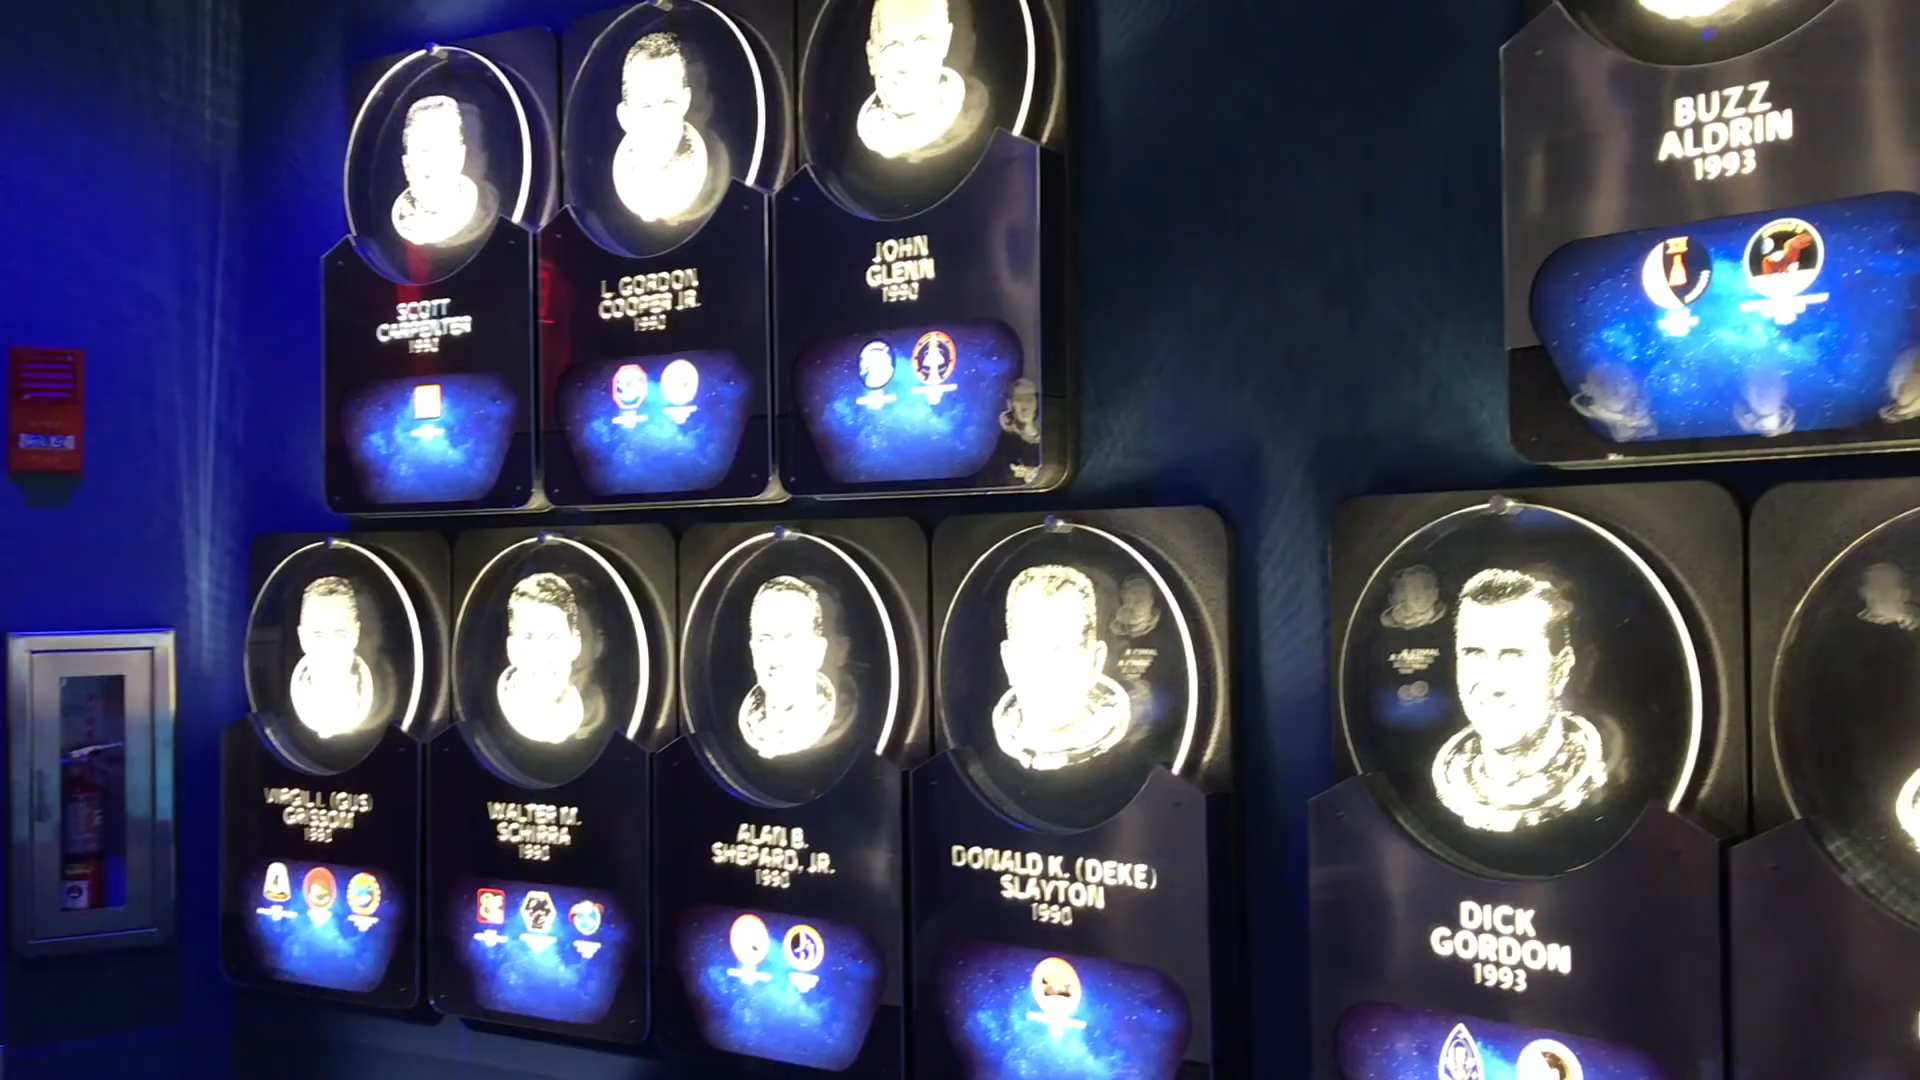 SCOTT
CARPENTER
1990
L. GORDON
COOPER JR.
1990
JOHN
GLENN
1990
BUZZ
ALDRIN
1993
VIRGIL I. (GUS)
GRISSOM
1990
WALTER M.
SCHIRRA
1990
ALAN B.
SHEPARD, JR.
1990
DONALD K. (DEKE)
SLAYTON
1990
DICK
GORDON
1993